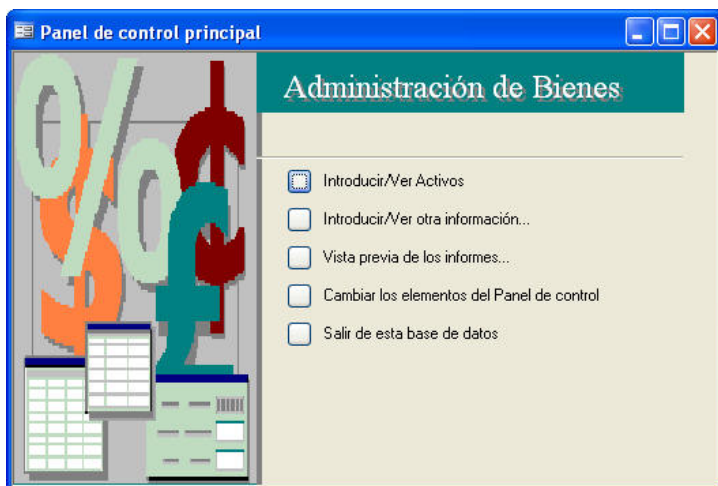 Panel de control principal
Administración de Bienes
Introducir/Ver Activos
Introducir/Ver otra información...
Vista previa de los informes...
Cambiar los elementos del Panel de control
Salir de esta base de datos